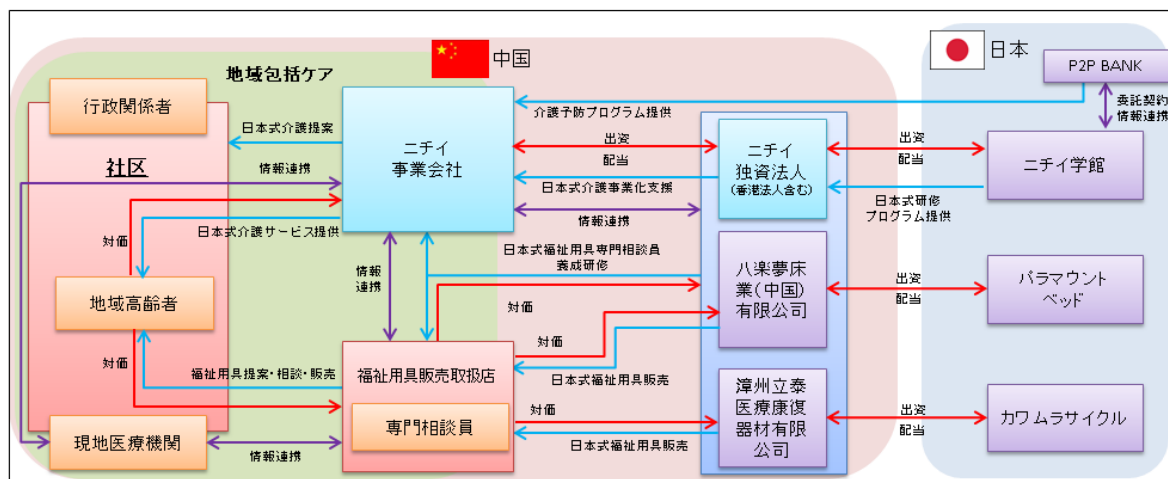 中国
日本
地域包括ケア
P2P BANK
行政関係者
介護予防プログラム提供
委託契約
情報連携
日本式介護提案
ニチイ
事業会社
出資
配当
ニチイ
独資法人
(香港法人含む)
出資
配当
ニチイ学館
社区
情報連携
日本式介護事業化支援
日本式研修
プログラム提供
情報連携
対価
日本式介護サービス提供
情報
連携
日本式福祉用具専門相談員
養成研修
八楽夢床
業(中国)
有限公司
出資
配当
パラマウント
ベッド
地域高齢者
対価
対価
対価
福祉用具提案・相談・販売
福祉用具販売取扱店
日本式福祉用具販売
専門相談員
対価
日本式福祉用具販売
漳州立泰
医療康復
器材有限
公司
出資
配当
カワムラサイクル
現地医療機関
情報連携